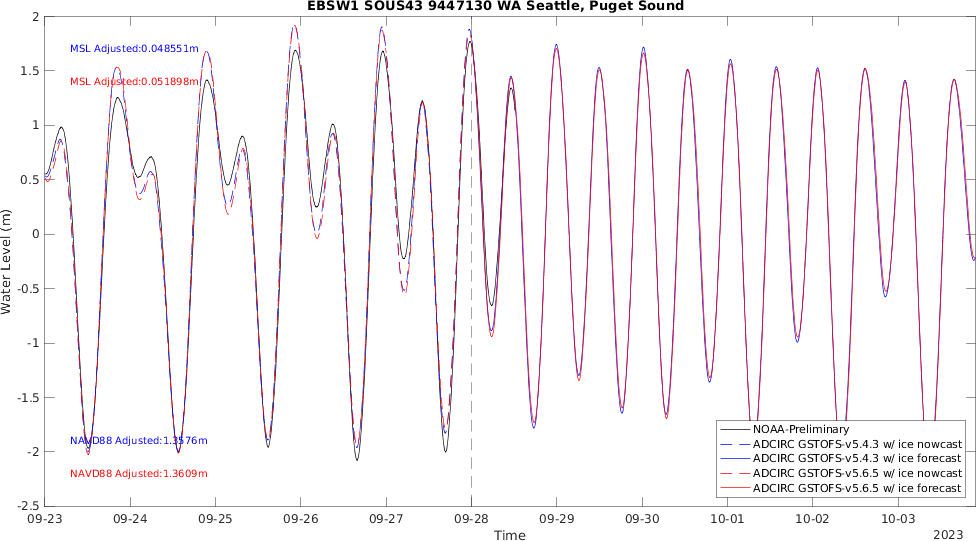 EBSW1 SOUS43 9447130 WA Seattle, Puget Sound
2
MSL Adjusted:0.048551m
1.5
MSL Adjusted:0.051898m
1
0.5
0
Water Level (m)
-0.5
-1
-1.5
NOAA-Preliminary
NAVD88 Adjusted:1.3576m
ADCIRC GSTOFS-v5.4.3 w/ ice nowcast
-2
ADCIRC GSTOFS-v5.4.3 w/ ice forecast
NAVD88 Adjusted:1.3609m
ADCIRC GSTOFS-v5.6.5 w/ ice nowcast
ADCIRC GSTOFS-v5.6.5 w/ ice forecast
-2.5
09-23 09-24 09-25 09-26 09-27 09-28 09-29 09-30 10-01 10-02 10-03
Time
2023